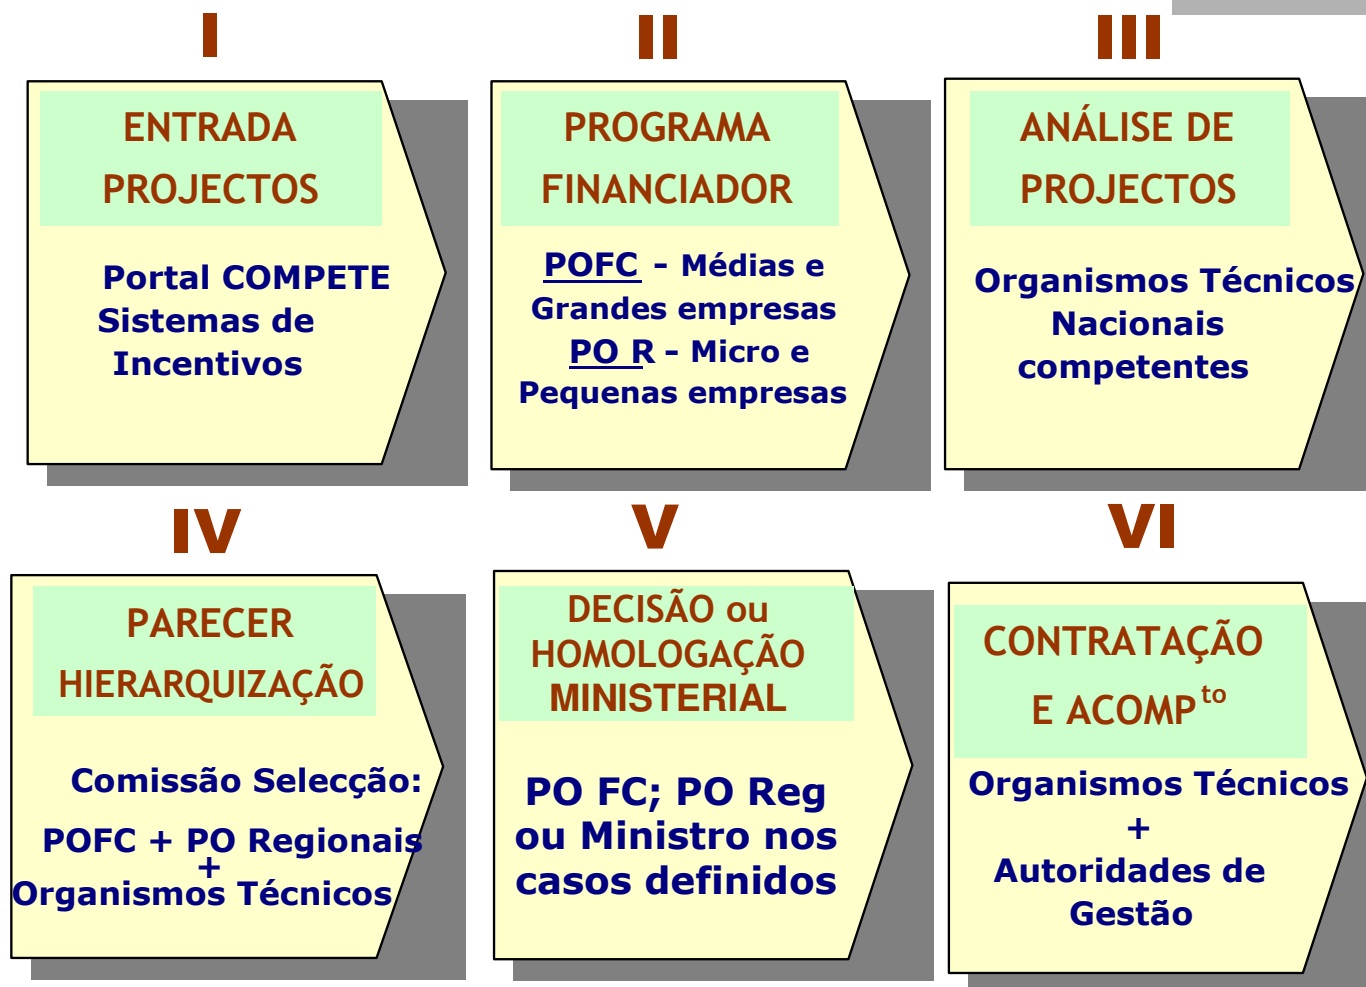 I
ENTRADA
PROJECTOS
Portal COMPETE
Sistemas de
Incentivos
II
PROGRAMA
FINANCIADOR
POFC - Médias e
Grandes empresas
PO R - Micro e
Pequenas empresas
III
ANÁLISE DE
PROJECTOS
Organismos Técnicos
Nacionais
competentes
IV
PARECER
HIERARQUIZAÇÃO
Comissão Selecção:
POFC + PO Regionais
+
Organismos Técnicos
V
DECISÃO ou
HOMOLOGAÇÃO
MINISTERIAL
PO FC; PO Reg
ou Ministro nos
casos definidos
VI
CONTRATAÇÃO
E ACOMP to
Organismos Técnicos
+
Autoridades de
Gestão